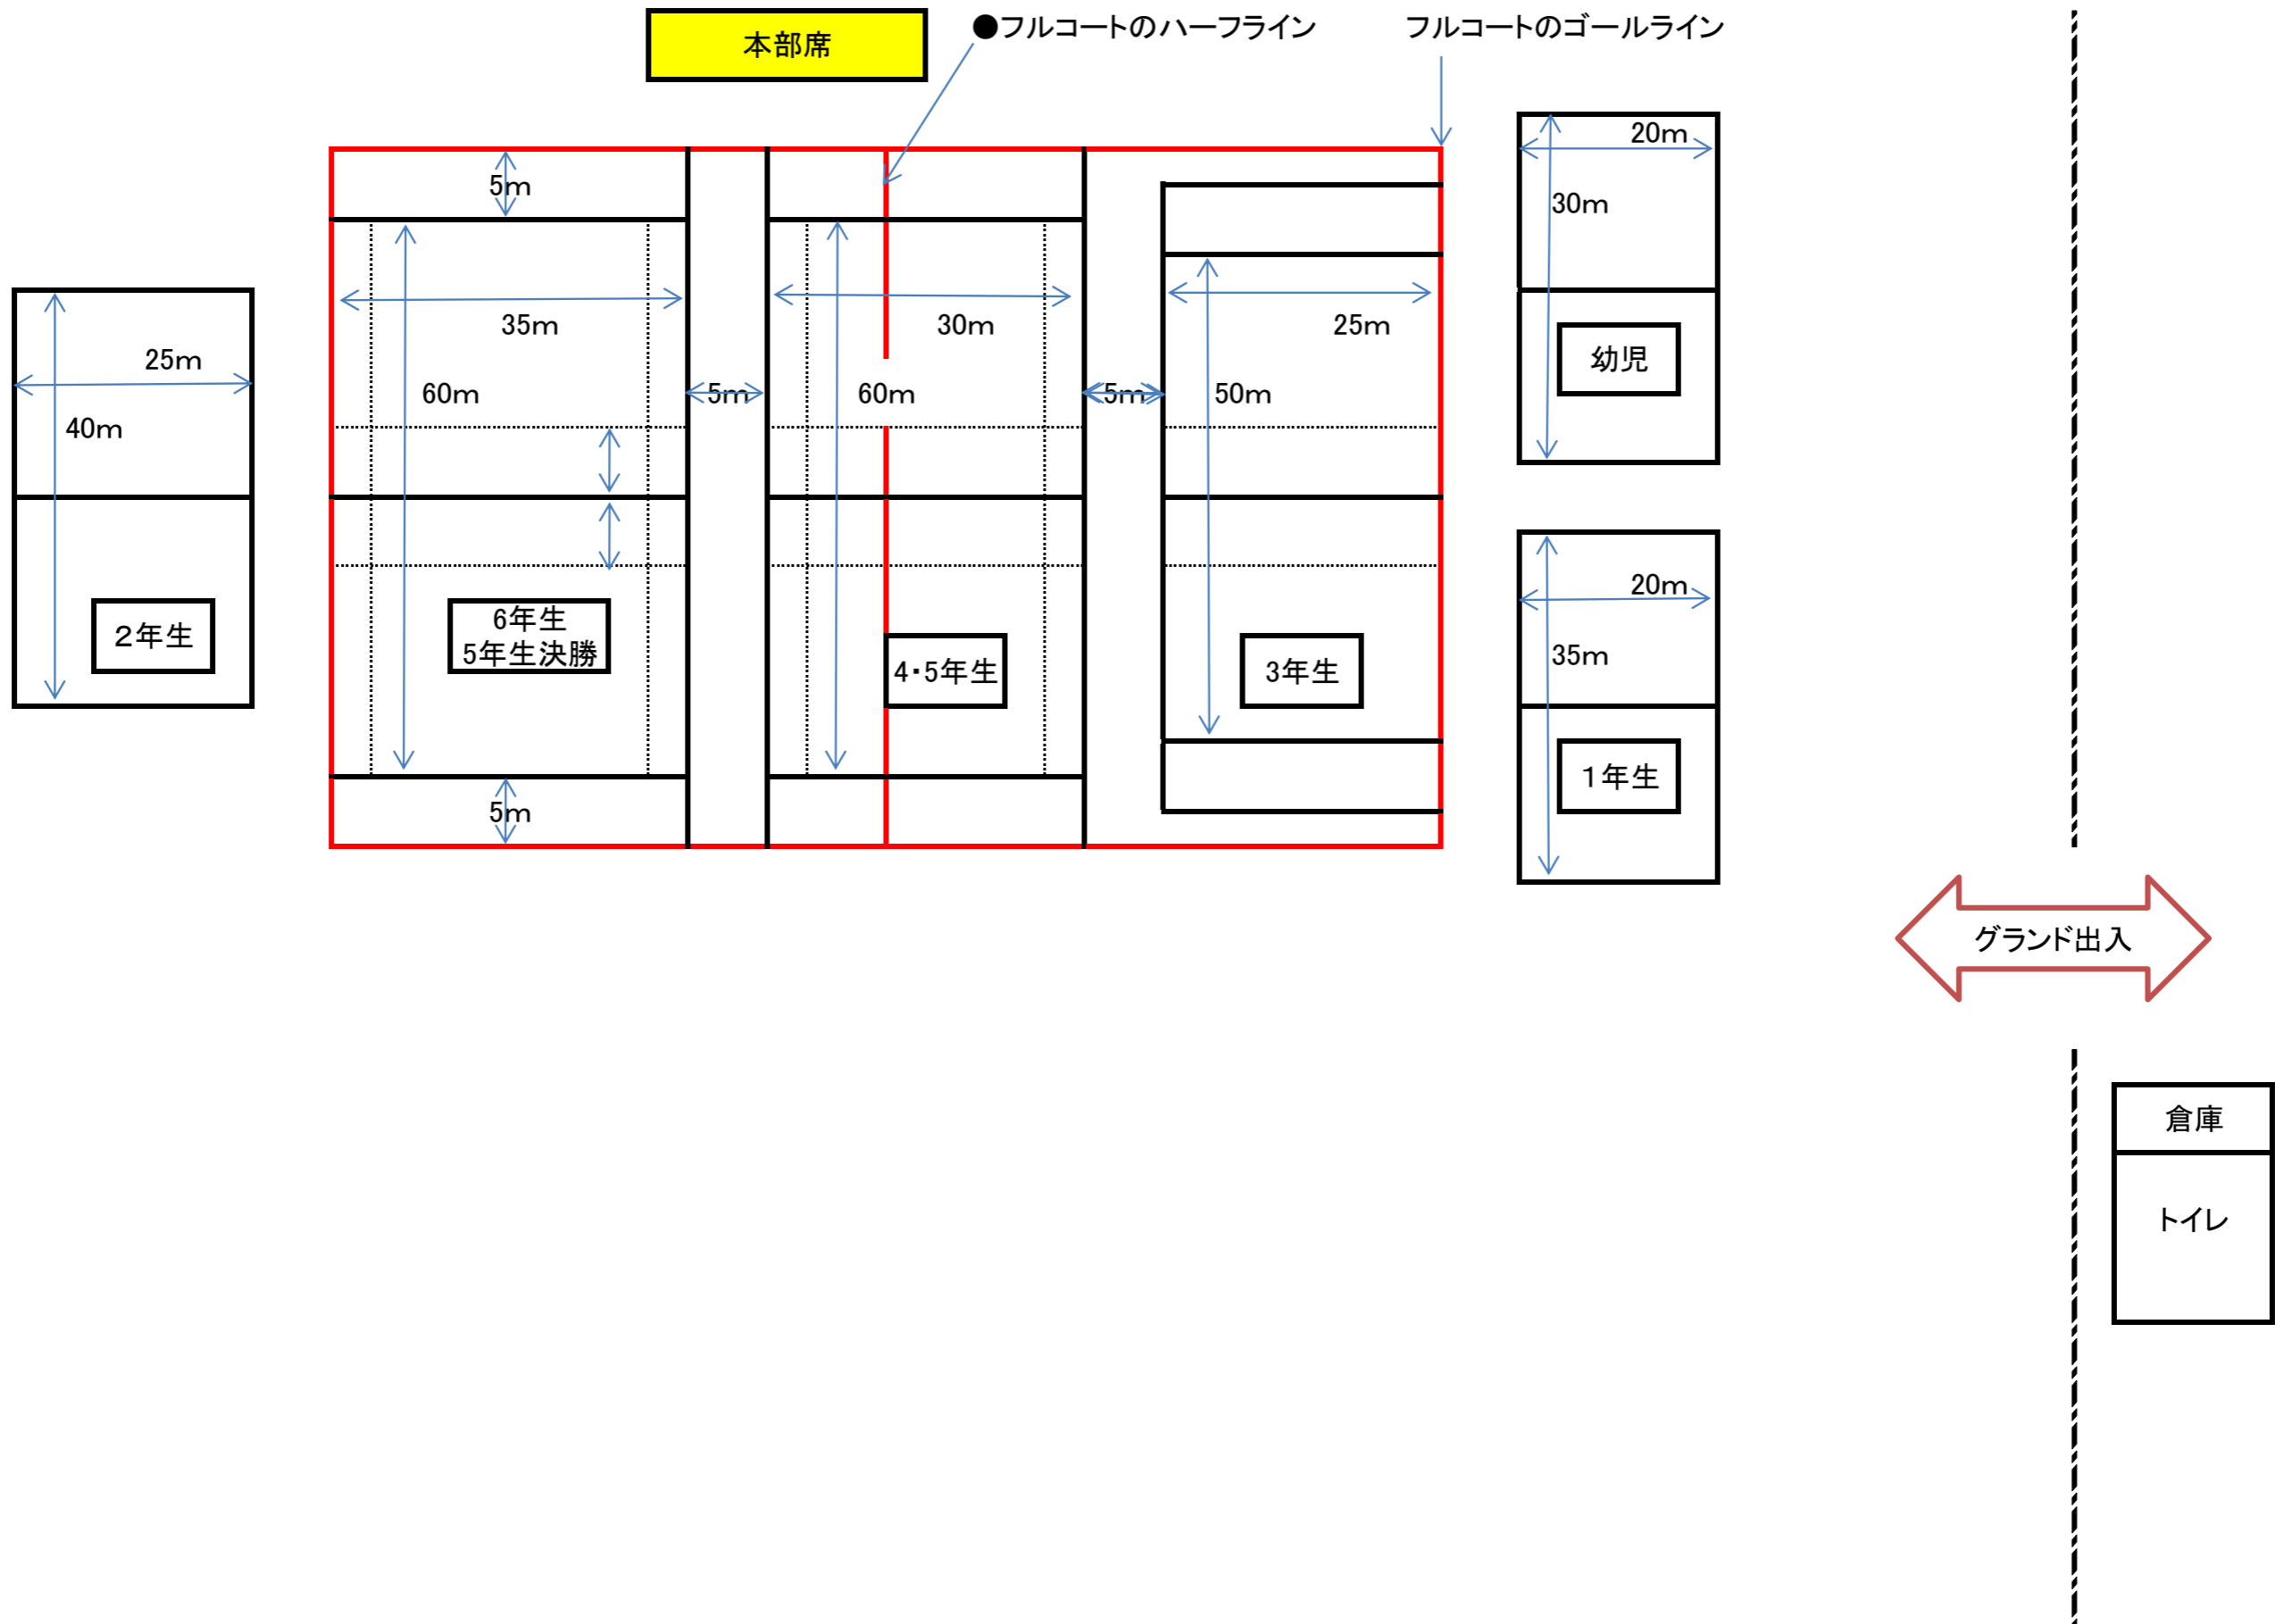 本部席
●フルコートのハーフライン
フルコートのゴールライン
20m
5m
30m
35m
30m
25m
25m
幼児
60m
5m
60m
5m
50m
40m
20m
6年生
5年生決勝
2年生
4・5年生
3年生
35m
1年生
5m
グランド出入
倉庫
トイレ